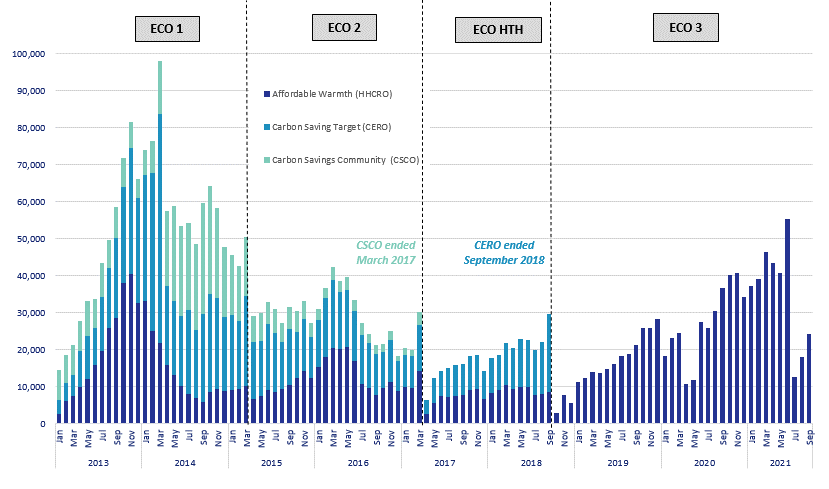 ECO 1
ECO 2
ECO HTH
ECO 3
100,000
90,000
80,000
70,000
60,000
50,000
40,000
30,000
20,000
10,000
0
Affordable Warmth (HHCRO)
Carbon Saving Target (CERO)
Carbon Savings Community (CSCO)
CSCO ended
March 2017
CERO ended
September 2018
Jan Mar May Jul Sep Nov Jan Mar May Jul Sep Nov Jan Mar May Jul Sep Nov Jan Mar May Jul Sep Nov Jan Mar May Jul Sep Nov Jan Mar May Jul Sep Nov Jan Mar May Jul Sep Nov Jan Mar May Jul Sep Nov Jan Mar May Jul Sep
2013 2014 2015 2016 2017 2018 2019 2020 2021